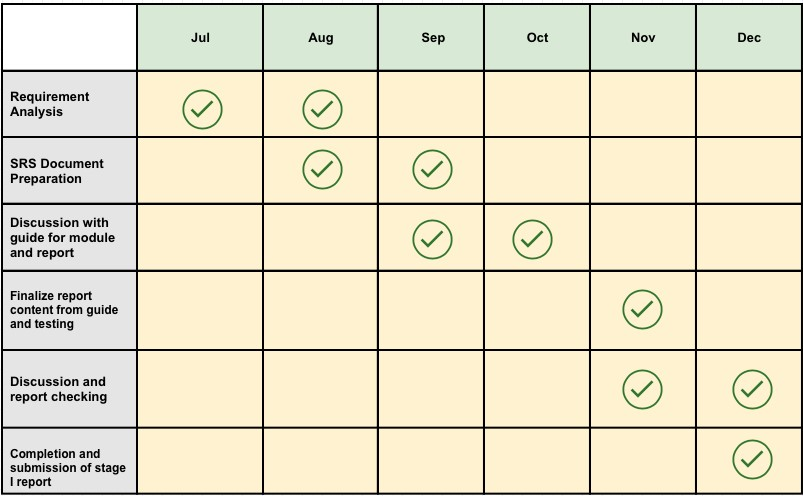 Jul Aug Sep Oct Nov Dec
Requirement
Analysis
SRS Document
Preparation
Discussion with
guide for module
and report
Finalize report
content from guide
and testing
Discussion and
report checking
Completion and
submission of stage
I report